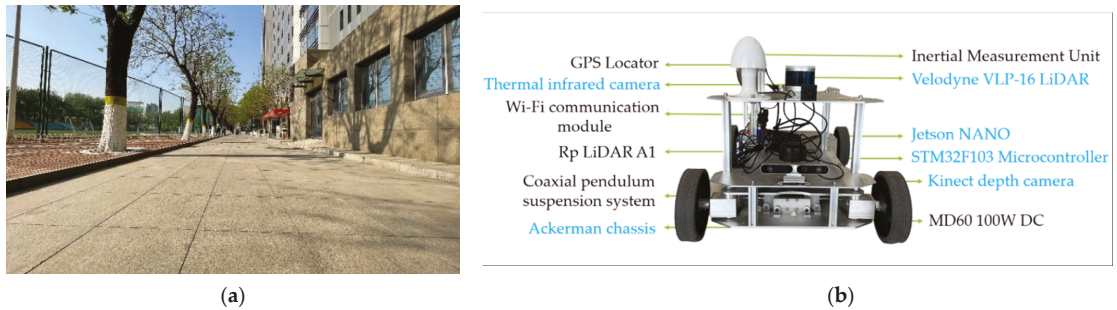 GPS Locator
Thermal infrared camera
Wi-Fi communication
module
Rp LiDAR A1
Coaxial pendulum
suspension system
Ackerman chassis
Inertial Measurement Unit
Velodyne VLP-16 LiDAR
Jetson NANO
STM32F103 Microcontroller
Kinect depth camera
MD60 100W DC
(a)
(b)